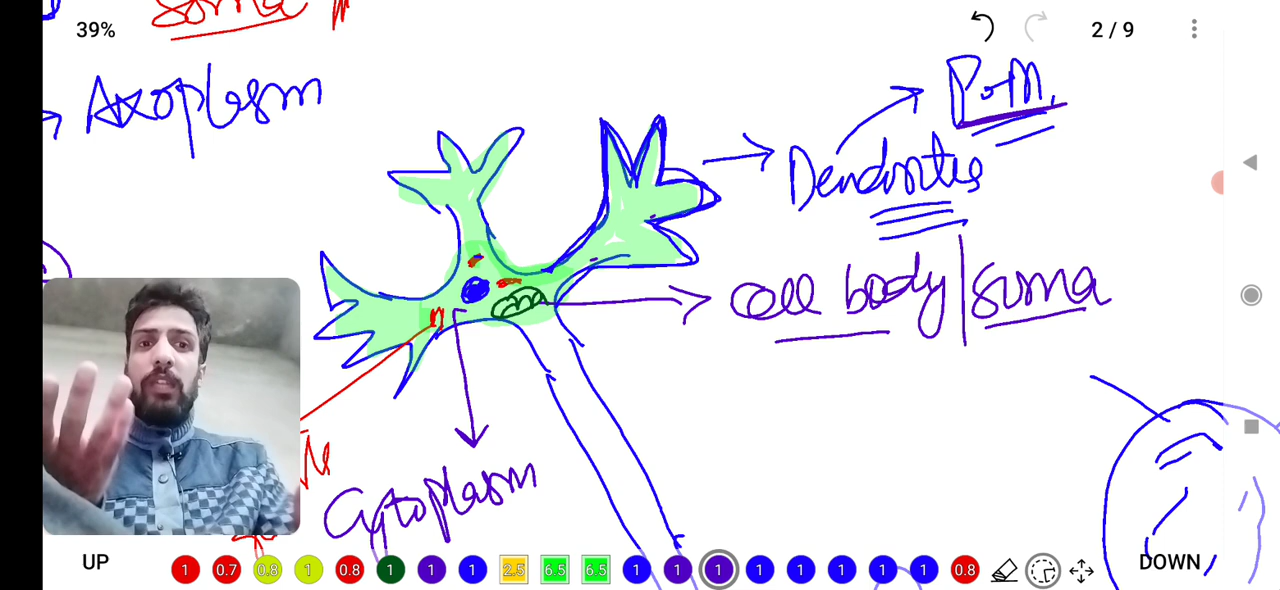 Soma
39%
2 / 9
Axoplasm
P.M.
Dendrites
Cell body | Soma
Cytoplasm
UP
1 0.7 0.8 1 0.8 1 1 1 2.5 6.5 6.5 1 1 1 1 1 1 1 1 0.8
DOWN